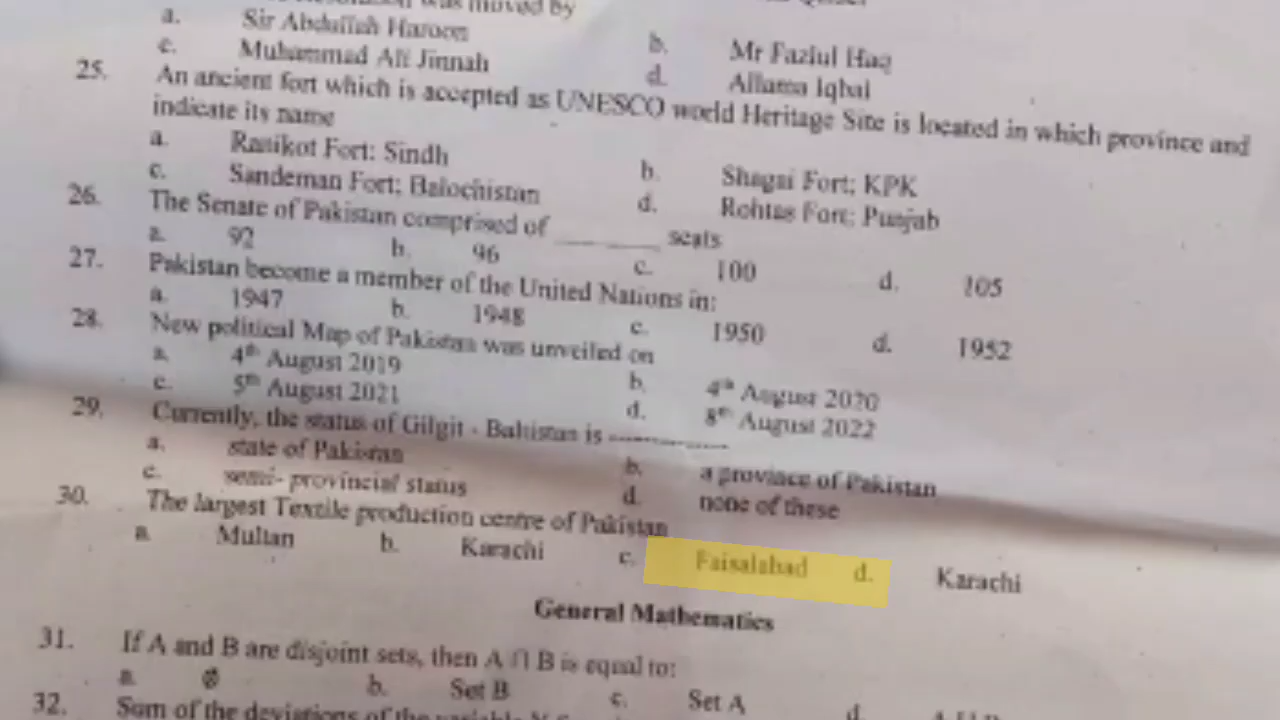 was moved by
a. Sir Abdullah Haroon b. Mr Fazlul Haq
c. Muhammad Ali Jinnah d. Allama Iqbal
25. An ancient fort which is accepted as UNESCO world Heritage Site is located in which province and
indicate its name
a. Ranikot Fort: Sindh b. Shagai Fort: KPK
c. Sandeman Fort: Balochistan d. Rohtas Fort: Punjab
26. The Senate of Pakistan comprised of ________ seats
a. 92 b. 96 c. 100 d. 105
27. Pakistan become a member of the United Nations in:
a. 1947 b. 1948 c. 1950 d. 1952
28. New political Map of Pakistan was unveiled on
a. 4th August 2019 b. 4th August 2020
c. 5th August 2021 d. 8th August 2022
29. Currently, the status of Gilgit - Baltistan is --------------
a. state of Pakistan b. a province of Pakistan
c. semi- provincial status d. none of these
30. The largest Textile production centre of Pakistan
a. Multan b. Karachi c. Faisalabad d. Karachi
General Mathematics
31. If A and B are disjoint sets, then A ∩ B is equal to:
a. Ø b. Set B c. Set A d.
32. Sum of the deviations of the variable